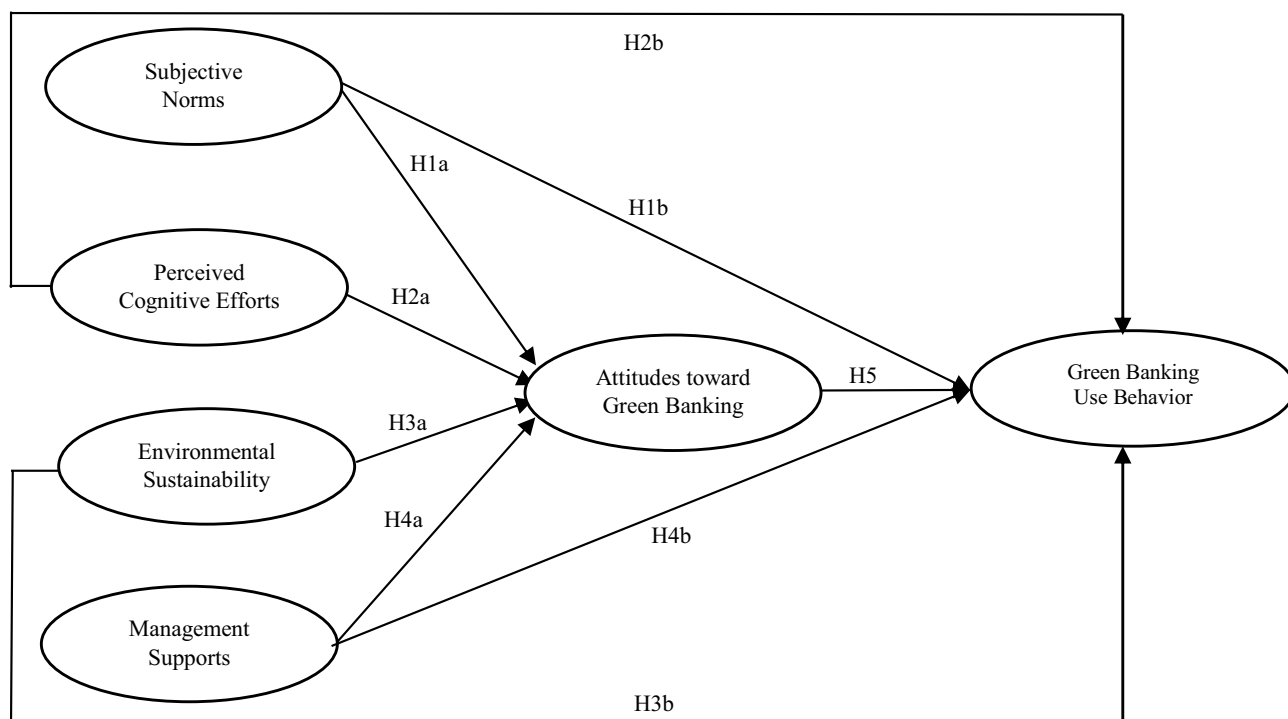 H2b
Subjective
Norms
H1a
H1b
Perceived
Cognitive Efforts
H2a
Attitudes toward
Green Banking
H5
Green Banking
Use Behavior
H3a
Environmental
Sustainability
H4a
H4b
Management
Supports
H3b